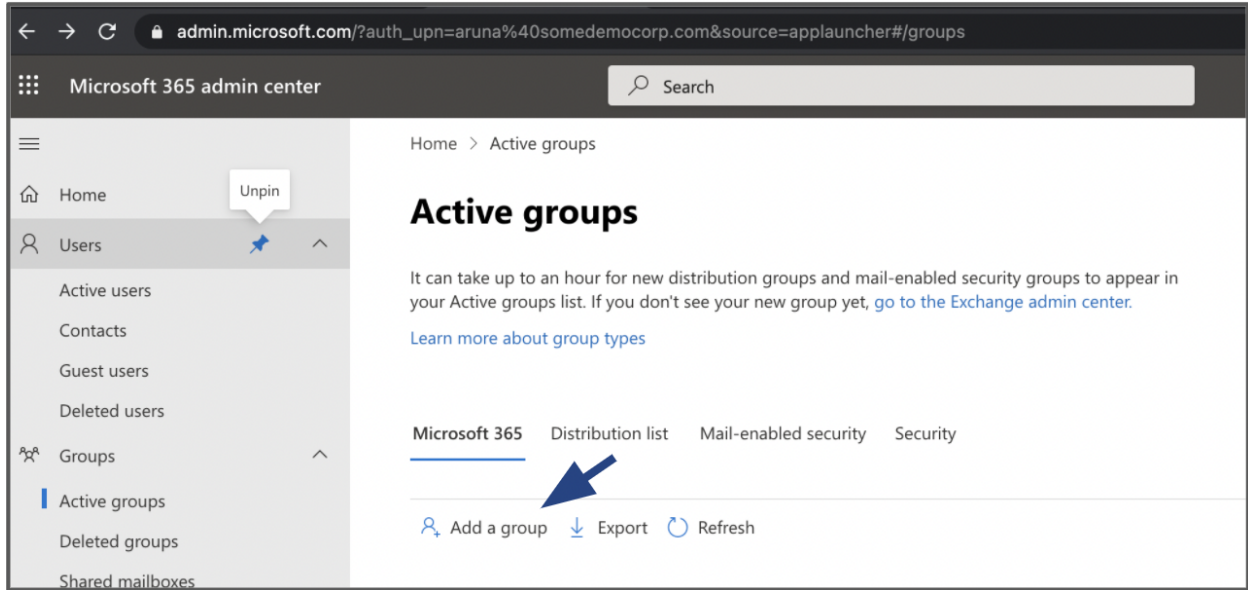 admin.microsoft.com/?auth_upn=aruna%40somedemocorp.com&source=applauncher#/groups
Microsoft 365 admin center
Search
Home
Unpin
Users
Active users
Contacts
Guest users
Deleted users
Groups
Active groups
Deleted groups
Shared mailboxes
Home > Active groups
Active groups
It can take up to an hour for new distribution groups and mail-enabled security groups to appear in
your Active groups list. If you don't see your new group yet, go to the Exchange admin center.
Learn more about group types
Microsoft 365 Distribution list Mail-enabled security Security
Add a group Export Refresh